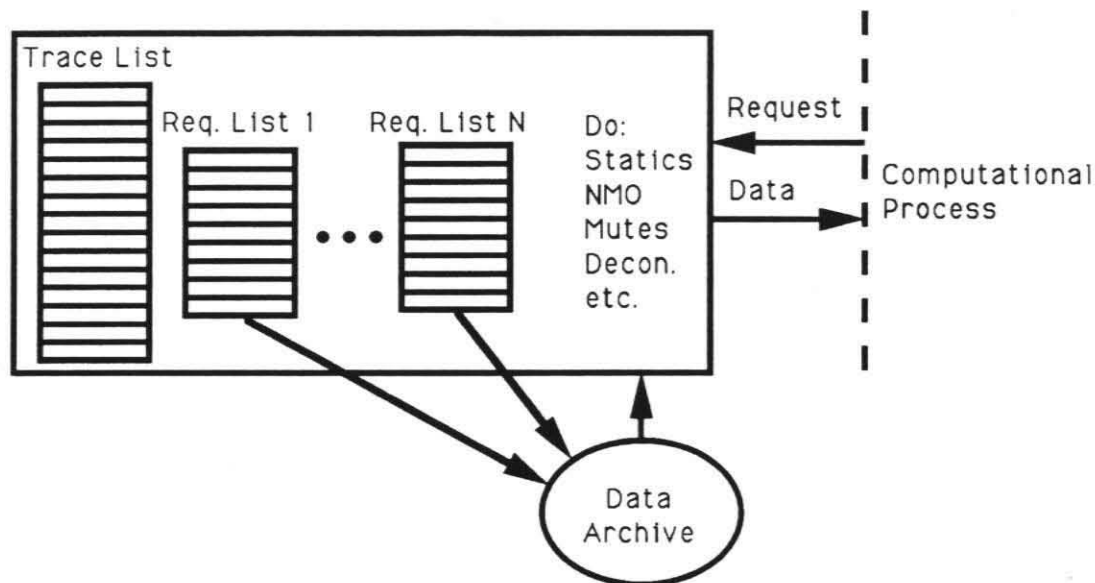 Trace List
Req. List 1
Req. List N
Do:
Statics
NMO
Mutes
Decon.
etc.
Request
Data
Computational
Process
Data
Archive